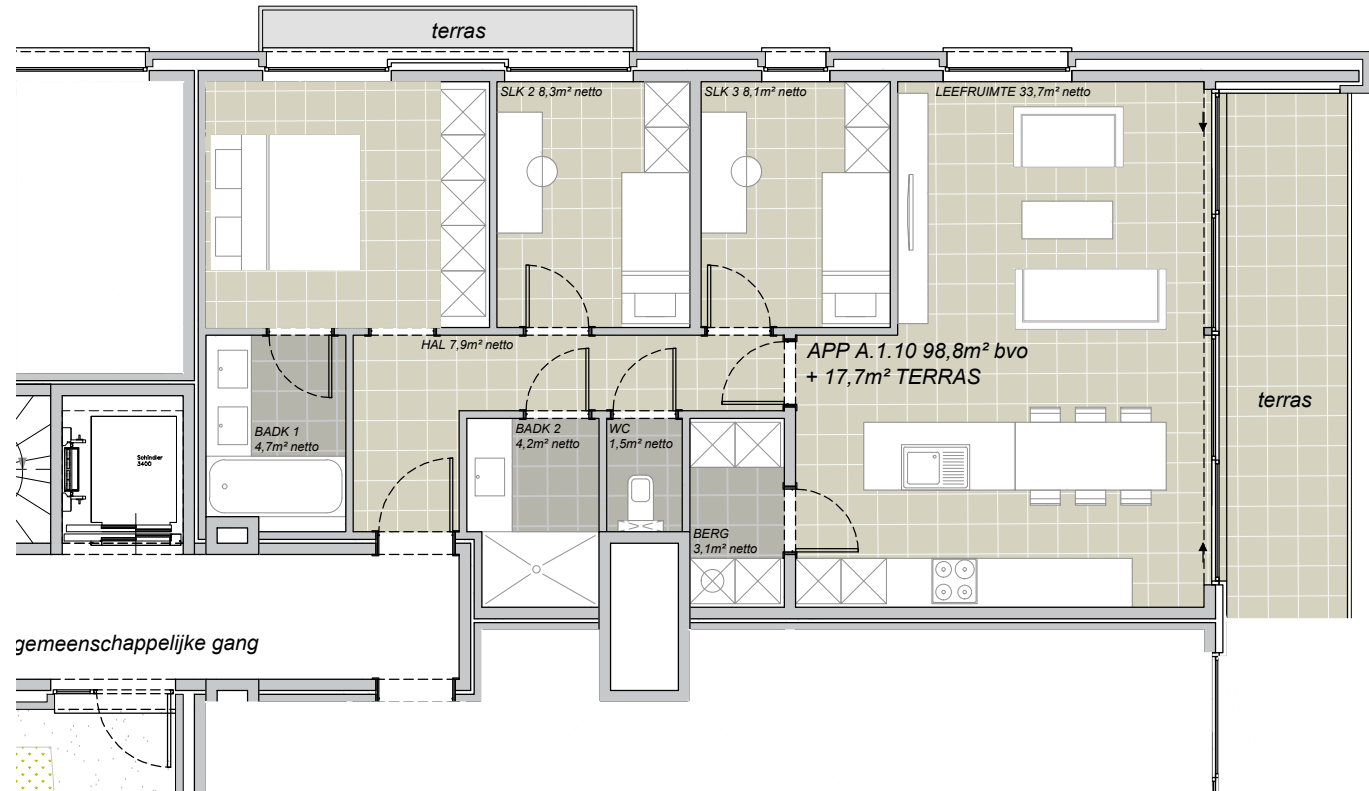 terras
SLK 2 8,3m² netto
SLK 3 8,1m² netto
LEEFRUIMTE 33,7m² netto
HAL 7,9m² netto
APP A.1.10 98,8m² bvo
+ 17,7m² TERRAS
terras
BADK 1
4,7m² netto
BADK 2
4,2m² netto
WC
1,5m² netto
Schindler
3400
BERG
3,1m² netto
gemeenschappelijke gang